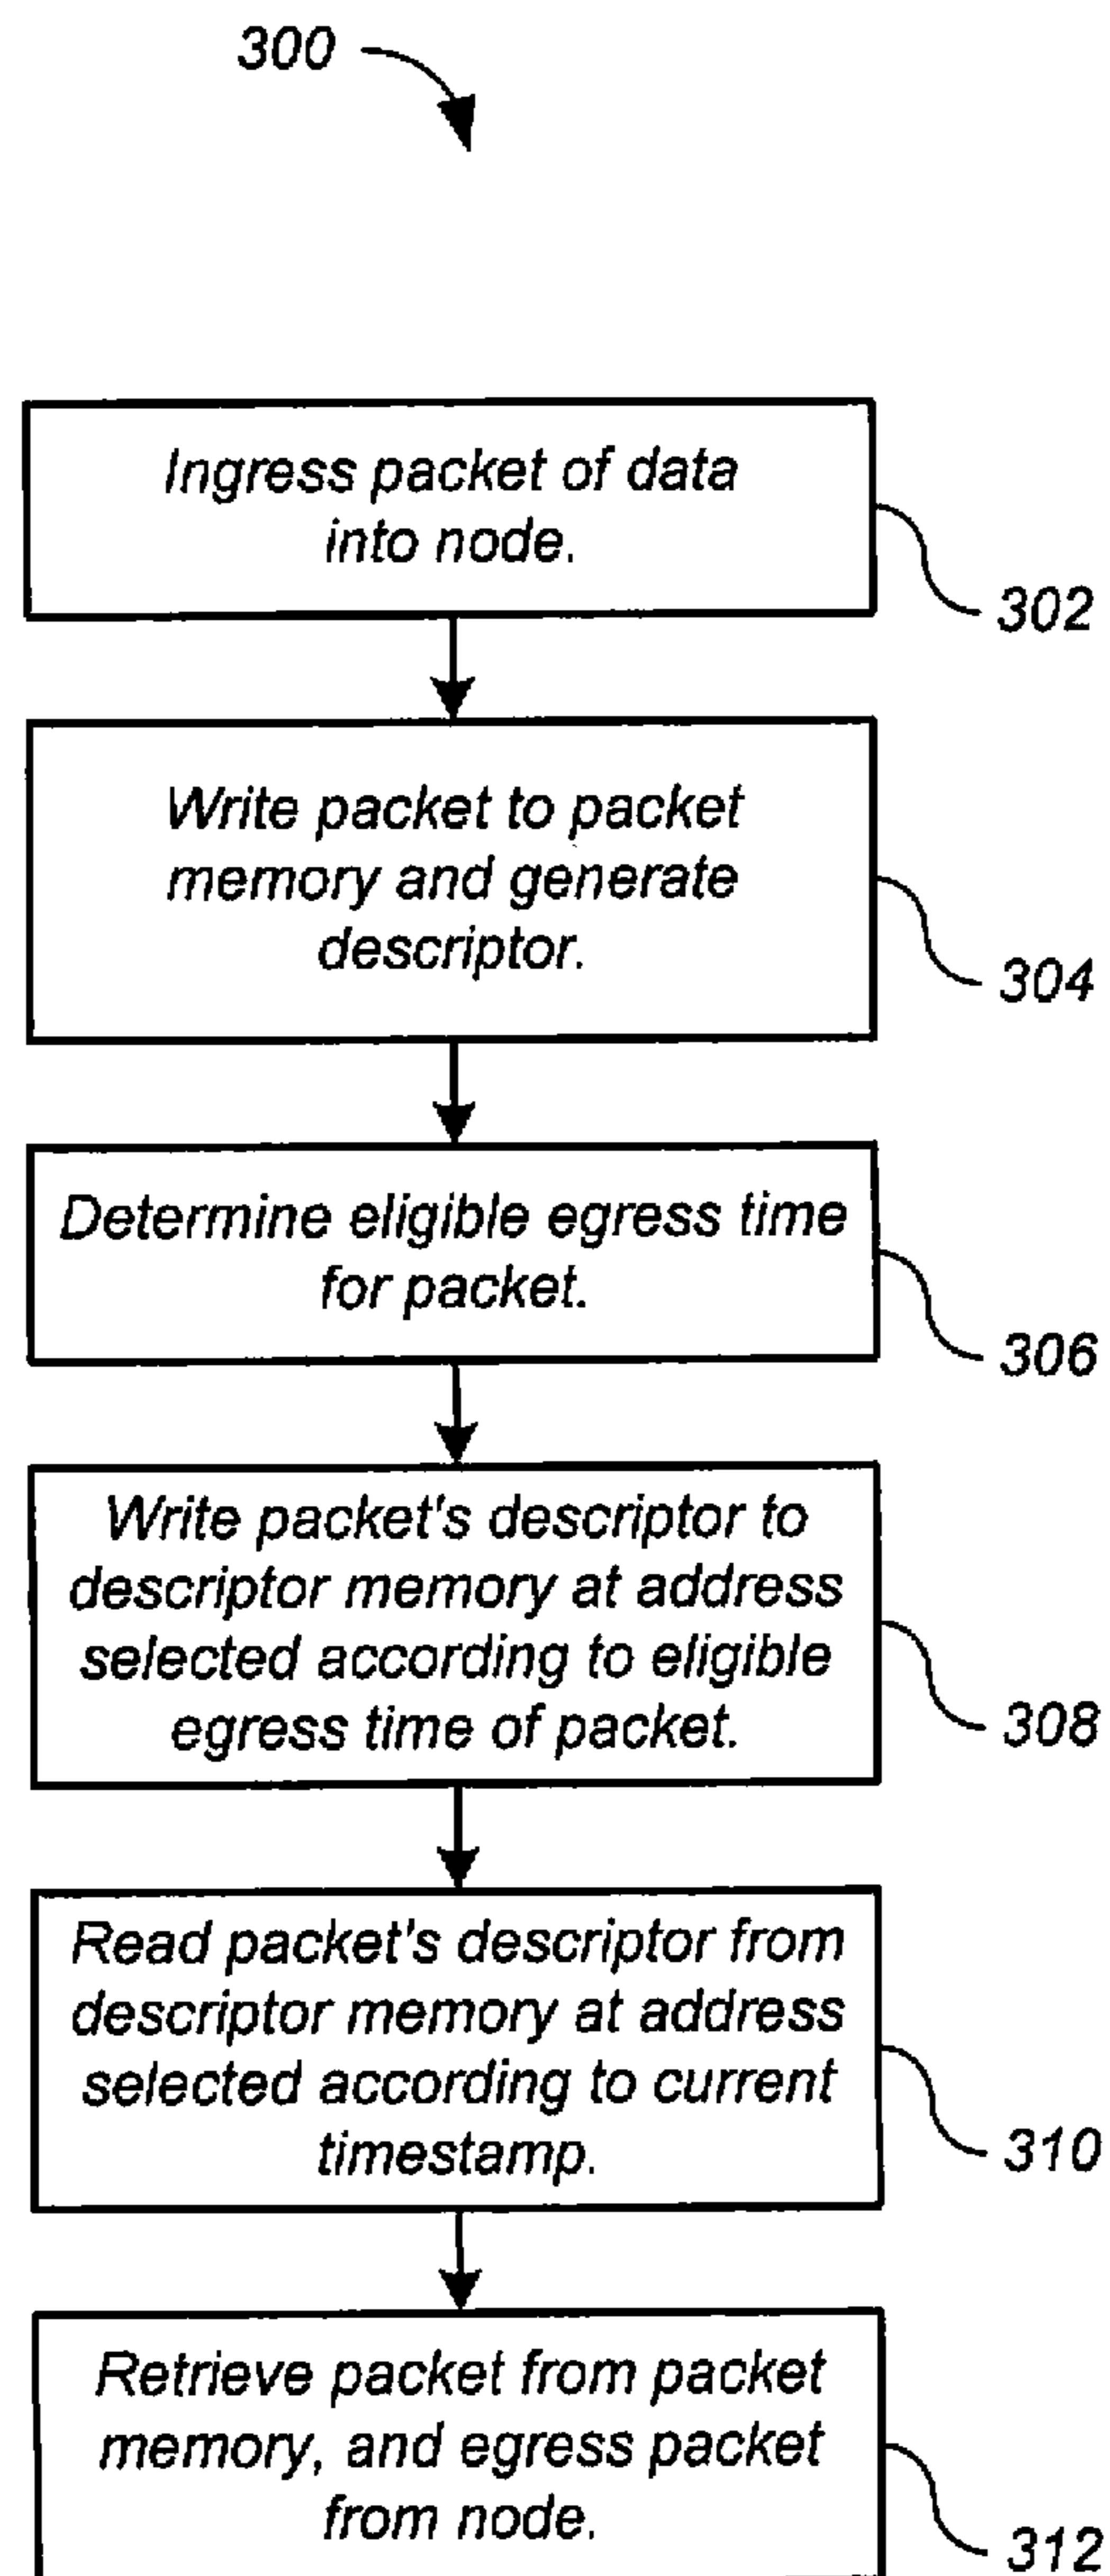 300
Ingress packet of data
into node.
302
Write packet to packet
memory and generate
descriptor.
304
Determine eligible egress time
for packet.
306
Write packet's descriptor to
descriptor memory at address
selected according to eligible
egress time of packet.
308
Read packet's descriptor from
descriptor memory at address
selected according to current
timestamp.
310
Retrieve packet from packet
memory, and egress packet
from node.
312